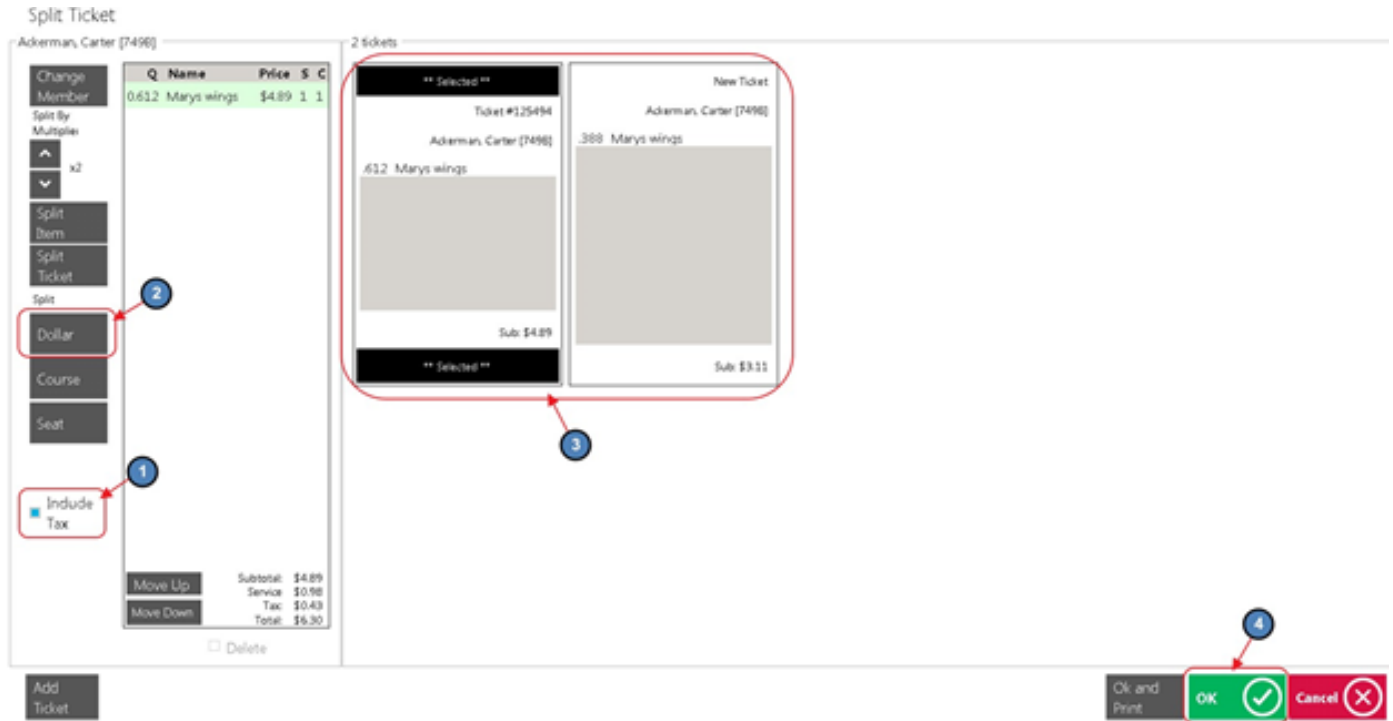 Split Ticket
Ackerman, Carter [7498]
Change
Member
Split By
Multiplier
x2
Split
Item
Split
Ticket
Split
Dollar
Course
Seat
Include
Tax
Q Name Price S C
0.612 Marys wings $4.89 1 1
Move Up
Move Down
Subtotal: $4.89
Service $0.98
Tax: $0.43
Total: $6.30
Delete
2 tickets
** Selected **
Ticket #125494
Ackerman, Carter [7498]
.612 Marys wings
Sub: $4.89
** Selected **
New Ticket
Ackerman, Carter [7498]
.388 Marys wings
Sub: $3.11
2
1
3
4
Add
Ticket
Ok and
Print
OK
Cancel